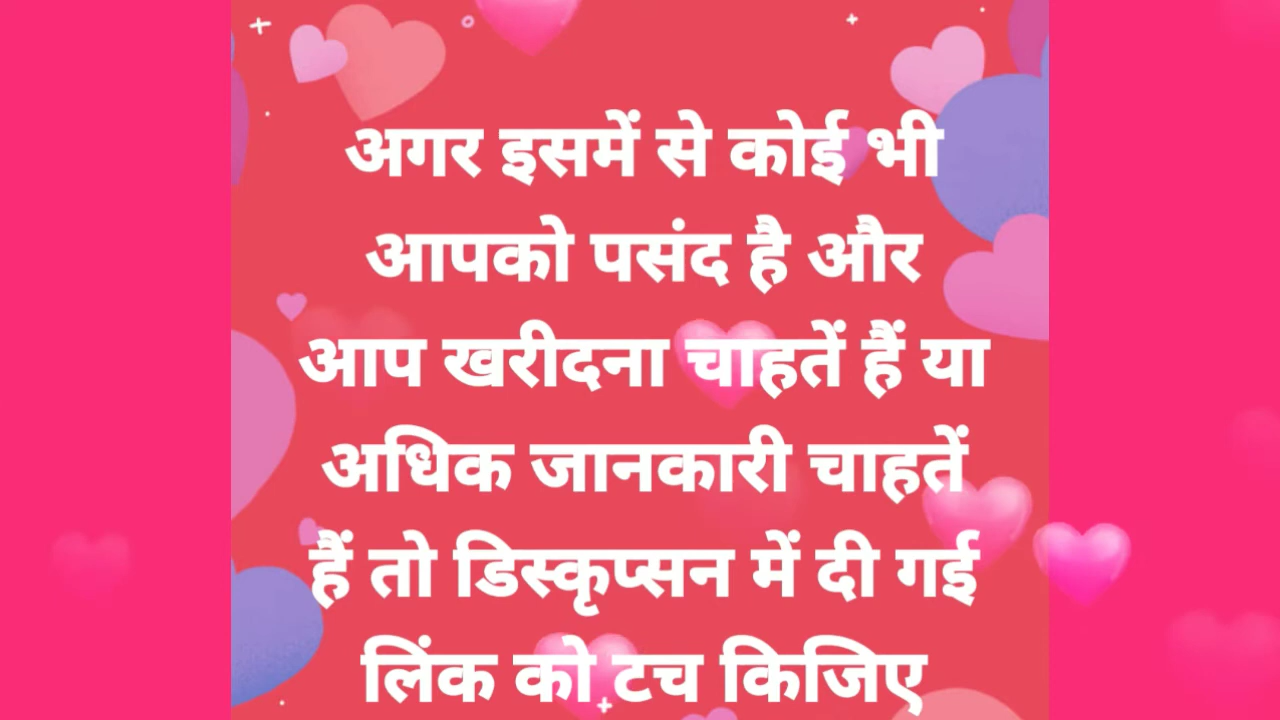 अगर इसमें से कोई भी
आपको पसंद है और
आप खरीदना चाहतें हैं या
अधिक जानकारी चाहतें
हैं तो डिस्कृप्सन में दी गई
लिंक को टच किजिए